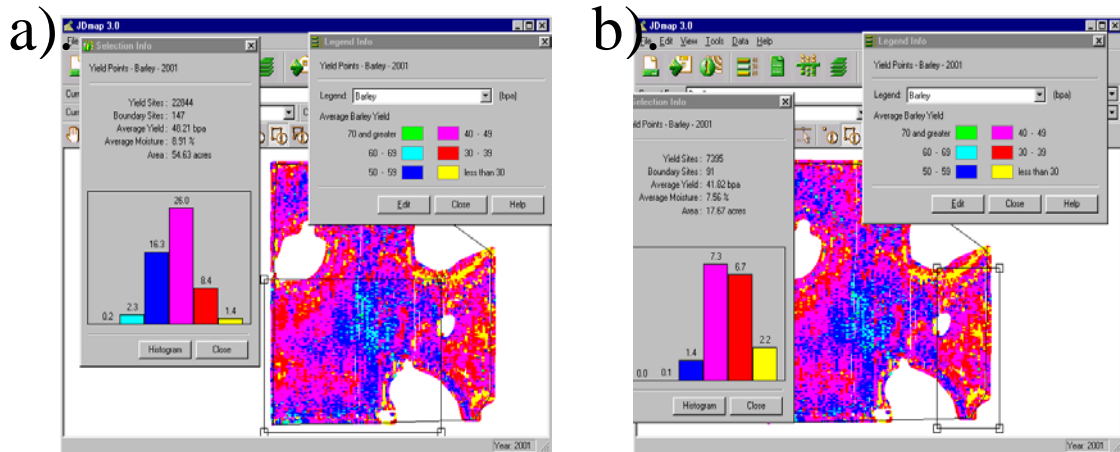 a).
JDmap 3.0
Selection Info
Yield Points - Barley - 2001
Yield Sites : 22844
Boundary Sites : 147
Average Yield : 48.21 bpa
Average Moisture : 8.91 %
Area : 54.63 acres
0.2
2.3
16.3
26.0
8.4
1.4
Histogram
Close
Legend Info
Yield Points - Barley - 2001
Legend: Barley (bpa)
Average Barley Yield
70 and greater 40 - 49
60 - 69 30 - 39
50 - 59 less than 30
Edit Close Help
Year: 2001
b).
JDmap 3.0
File Edit View Tools Data Help
Selection Info
ld Points - Barley - 2001
Yield Sites : 7395
Boundary Sites : 91
Average Yield : 41.82 bpa
Average Moisture : 7.56 %
Area : 17.67 acres
0.0
0.1
1.4
7.3
6.7
2.2
Histogram
Close
Legend Info
Yield Points - Barley - 2001
Legend: Barley (bpa)
Average Barley Yield
70 and greater 40 - 49
60 - 69 30 - 39
50 - 59 less than 30
Edit Close Help
Year: 2001